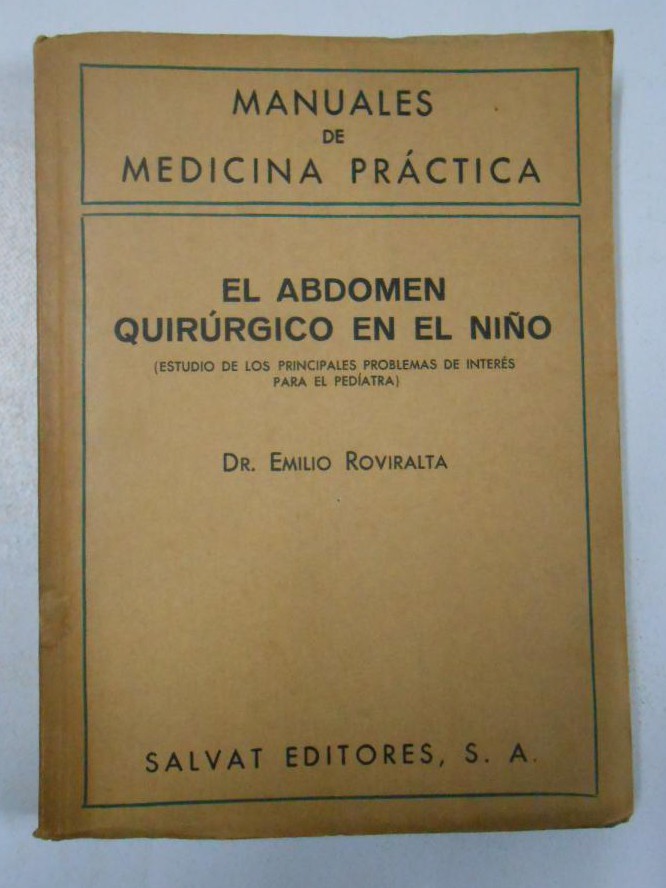 MANUALES
DE
MEDICINA PRÁCTICA
EL ABDOMEN
QUIRÚRGICO EN EL NIÑO
(ESTUDIO DE LOS PRINCIPALES PROBLEMAS DE INTERÉS
PARA EL PEDÍATRA)
DR. EMILIO ROVIRALTA
SALVAT EDITORES, S. A.